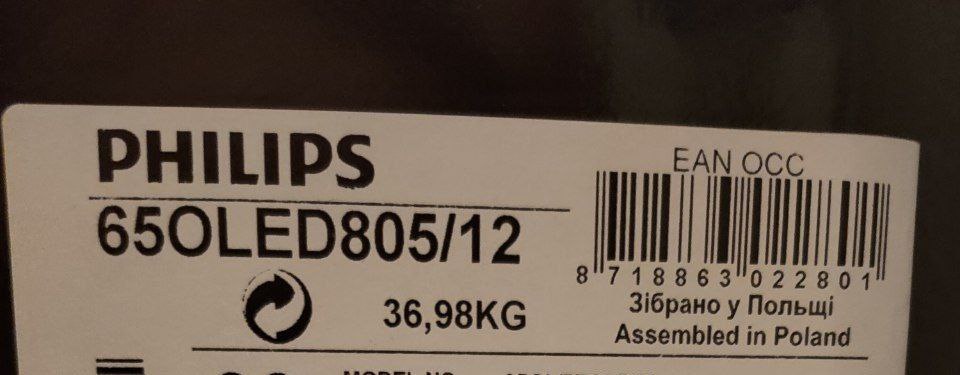 PHILIPS
65OLED805/12
36,98KG
EAN OCC
8 718863 022801
Зібрано у Польщі
Assembled in Poland